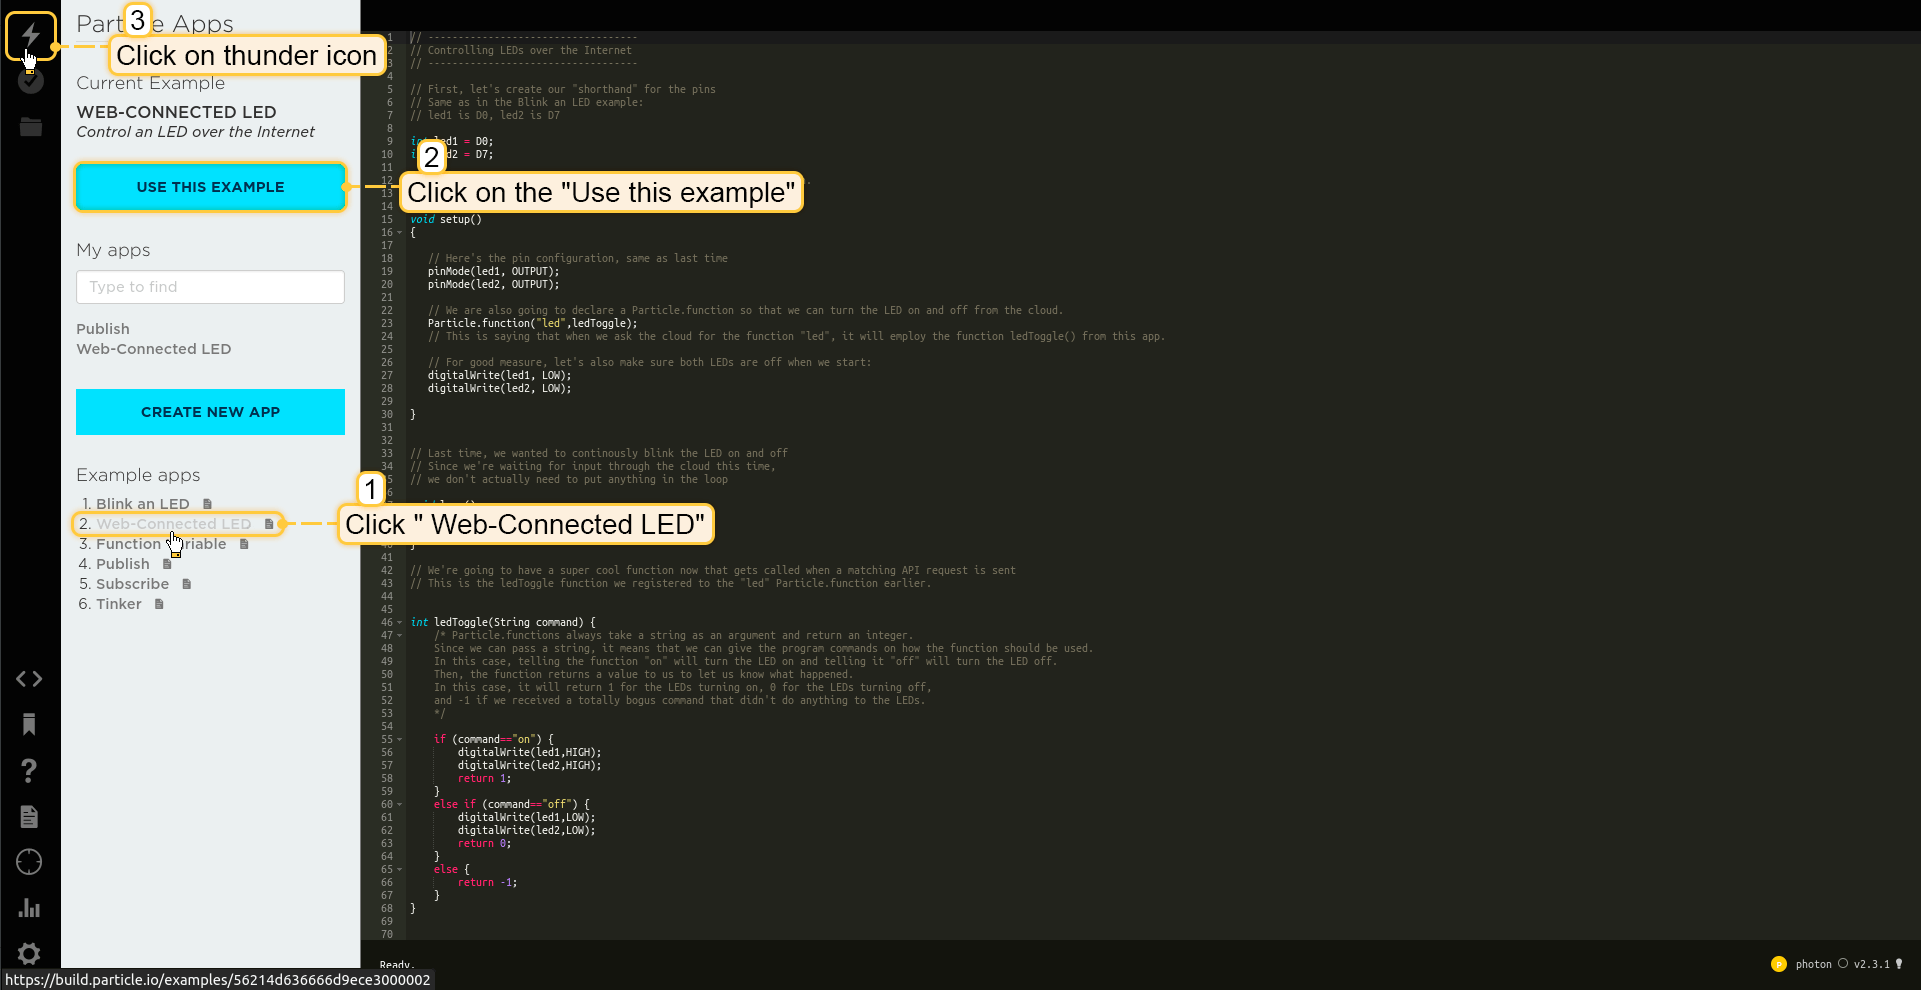 3
Particle Apps
Click on thunder icon
Current Example
WEB-CONNECTED LED
Control an LED over the Internet
USE THIS EXAMPLE
2
Click on the "Use this example"
My apps
Type to find
Publish
Web-Connected LED
CREATE NEW APP
Example apps
1. Blink an LED
2. Web-Connected LED
3. Function Variable
4. Publish
5. Subscribe
6. Tinker
1
Click " Web-Connected LED"
1 // -----------------------------------
2 // Controlling LEDs over the Internet
3 // -----------------------------------
4
5 // First, let's create our "shorthand" for the pins
6 // Same as in the Blink an LED example:
7 // led1 is D0, led2 is D7
8
9 int led1 = D0;
10 int led2 = D7;
11
12
13
14
15 void setup()
16 {
17
18 // Here's the pin configuration, same as last time
19 pinMode(led1, OUTPUT);
20 pinMode(led2, OUTPUT);
21
22 // We are also going to declare a Particle.function so that we can turn the LED on and off from the cloud.
23 Particle.function("led",ledToggle);
24 // This is saying that when we ask the cloud for the function "led", it will employ the function ledToggle() from this app.
25
26 // For good measure, let's also make sure both LEDs are off when we start:
27 digitalWrite(led1, LOW);
28 digitalWrite(led2, LOW);
29
30 }
31
32
33 // Last time, we wanted to continously blink the LED on and off
34 // Since we're waiting for input through the cloud this time,
5 // we don't actually need to put anything in the loop
6
40 }
41
42 // We're going to have a super cool function now that gets called when a matching API request is sent
43 // This is the ledToggle function we registered to the "led" Particle.function earlier.
44
45
46 int ledToggle(String command) {
47 /* Particle.functions always take a string as an argument and return an integer.
48 Since we can pass a string, it means that we can give the program commands on how the function should be used.
49 In this case, telling the function "on" will turn the LED on and telling it "off" will turn the LED off.
50 Then, the function returns a value to us to let us know what happened.
51 In this case, it will return 1 for the LEDs turning on, 0 for the LEDs turning off,
52 and -1 if we received a totally bogus command that didn't do anything to the LEDs.
53 */
54
55 if (command=="on") {
56 digitalWrite(led1,HIGH);
57 digitalWrite(led2,HIGH);
58 return 1;
59 }
60 else if (command=="off") {
61 digitalWrite(led1,LOW);
62 digitalWrite(led2,LOW);
63 return 0;
64 }
65 else {
66 return -1;
67 }
68 }
69
70
Ready.
photon v2.3.1
https://build.particle.io/examples/56214d636666d9ece3000002